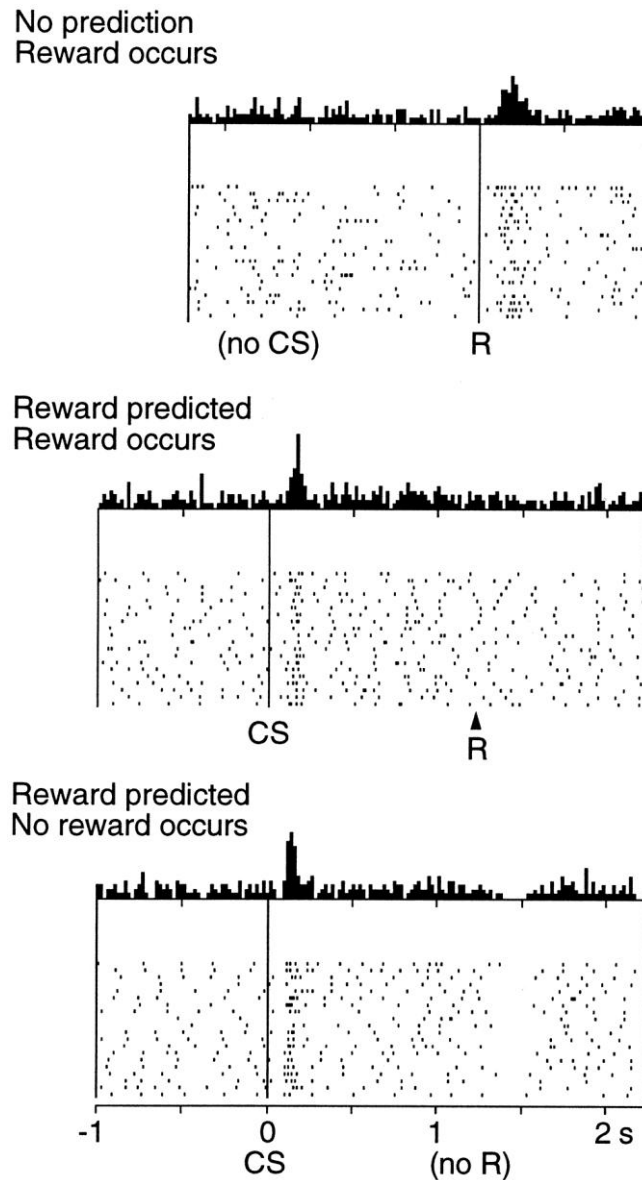 No prediction
Reward occurs
(no CS) R
Reward predicted
Reward occurs
CS R
Reward predicted
No reward occurs
-1 0 1 2 s
CS (no R)